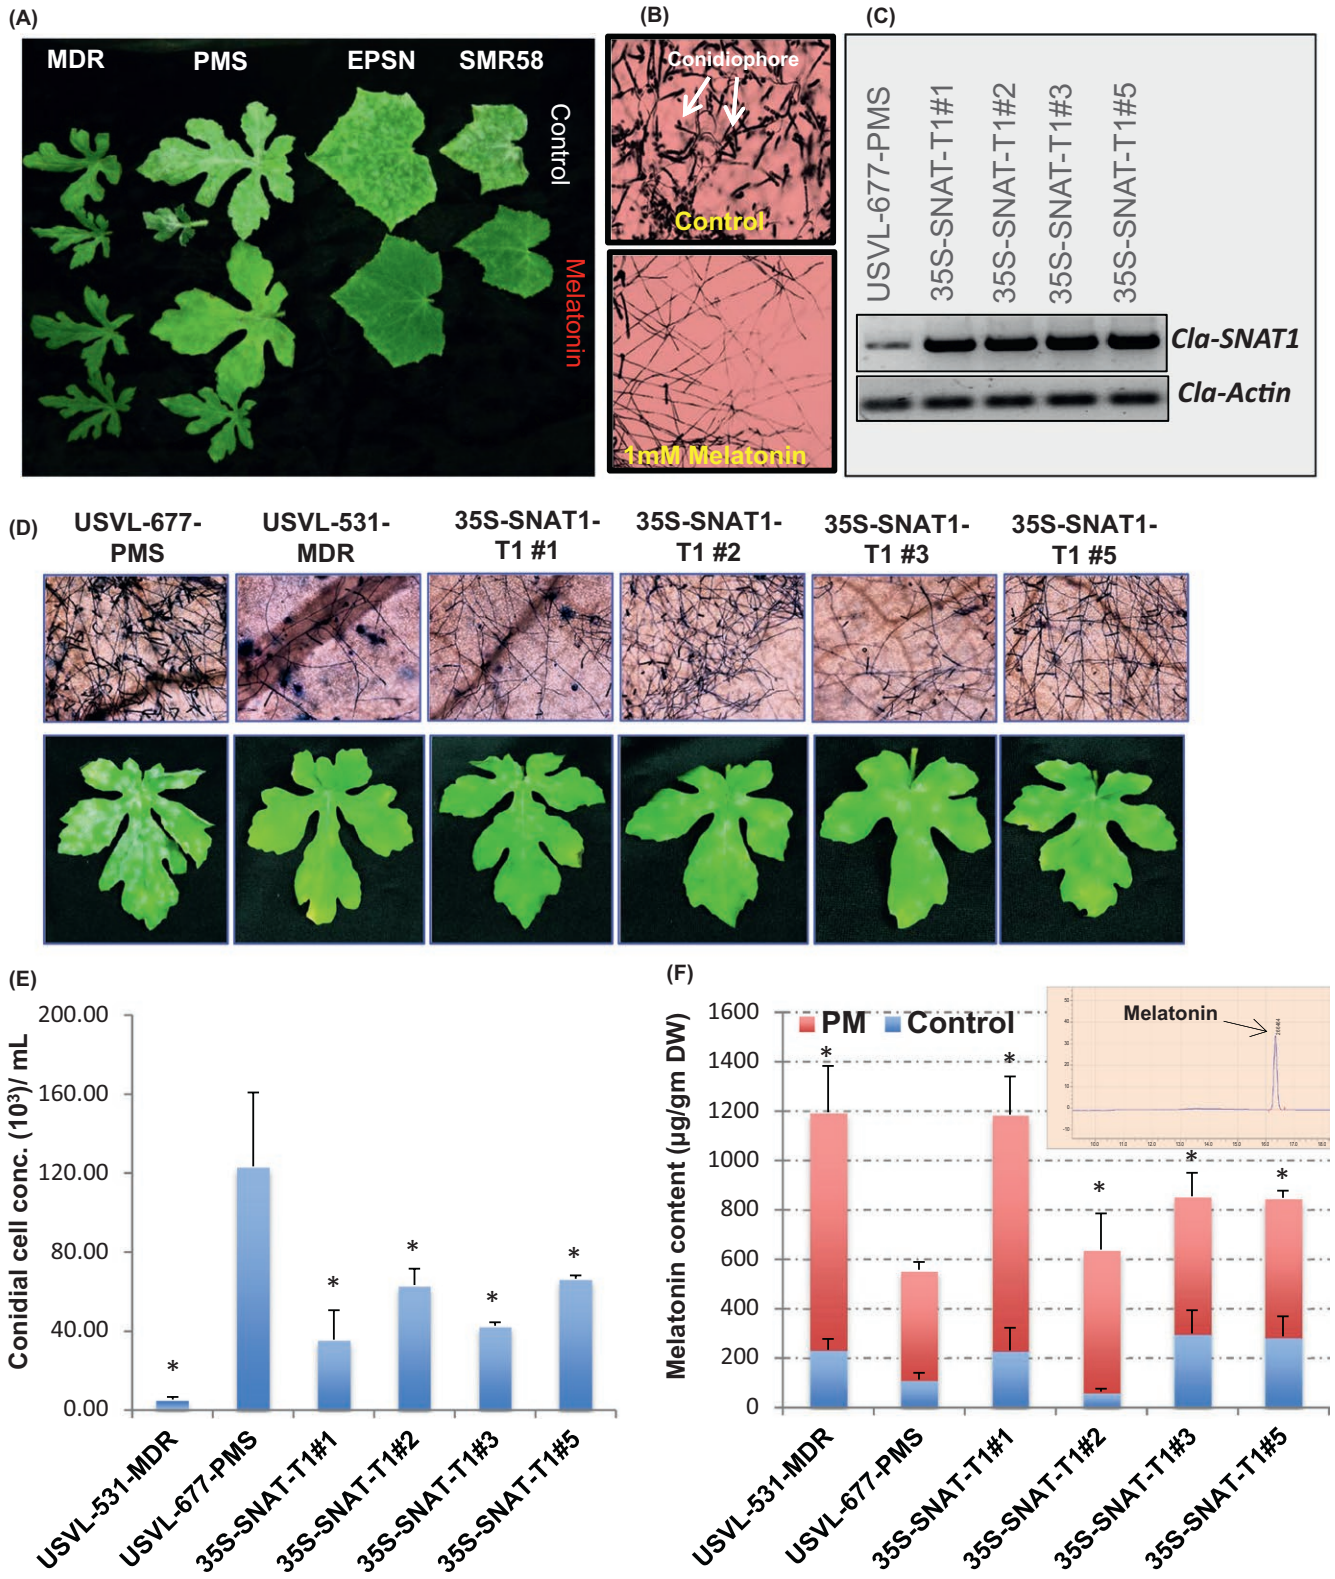 (A)
MDR PMS EPSN SMR58
Control
Melatonin
(B)
Conidiophore
Control
1mM Melatonin
(C)
USVL-677-PMS
35S-SNAT-T1#1
35S-SNAT-T1#2
35S-SNAT-T1#3
35S-SNAT-T1#5
Cla-SNAT1
Cla-Actin
(D)
USVL-677-
PMS
USVL-531-
MDR
35S-SNAT1-
T1 #1
35S-SNAT1-
T1 #2
35S-SNAT1-
T1 #3
35S-SNAT1-
T1 #5
(E)
Conidial cell conc. (10³)/ mL
200.00
160.00
120.00
80.00
40.00
0.00
* * * * *
USVL-531-MDR
USVL-677-PMS
35S-SNAT-T1#1
35S-SNAT-T1#2
35S-SNAT-T1#3
35S-SNAT-T1#5
(F)
Melatonin content (µg/gm DW)
1600
1400
1200
1000
800
600
400
200
0
PM Control
Melatonin
* * * * *
USVL-531-MDR
USVL-677-PMS
35S-SNAT-T1#1
35S-SNAT-T1#2
35S-SNAT-T1#3
35S-SNAT-T1#5